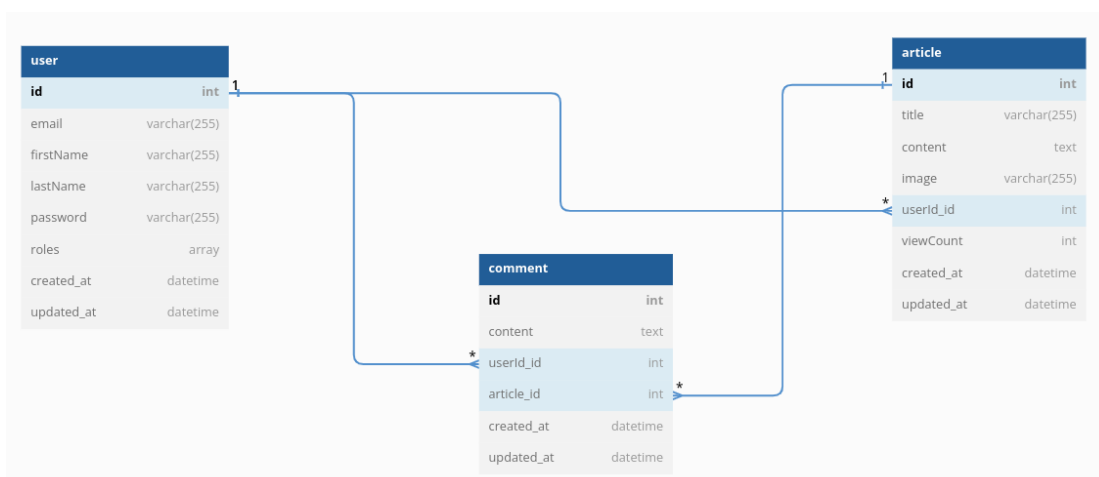 user
id int
email varchar(255)
firstName varchar(255)
lastName varchar(255)
password varchar(255)
roles array
created_at datetime
updated_at datetime
1
article
id int
title varchar(255)
content text
image varchar(255)
userId_id int
viewCount int
created_at datetime
updated_at datetime
1
*
comment
id int
content text
userId_id int
article_id int
created_at datetime
updated_at datetime
*
*